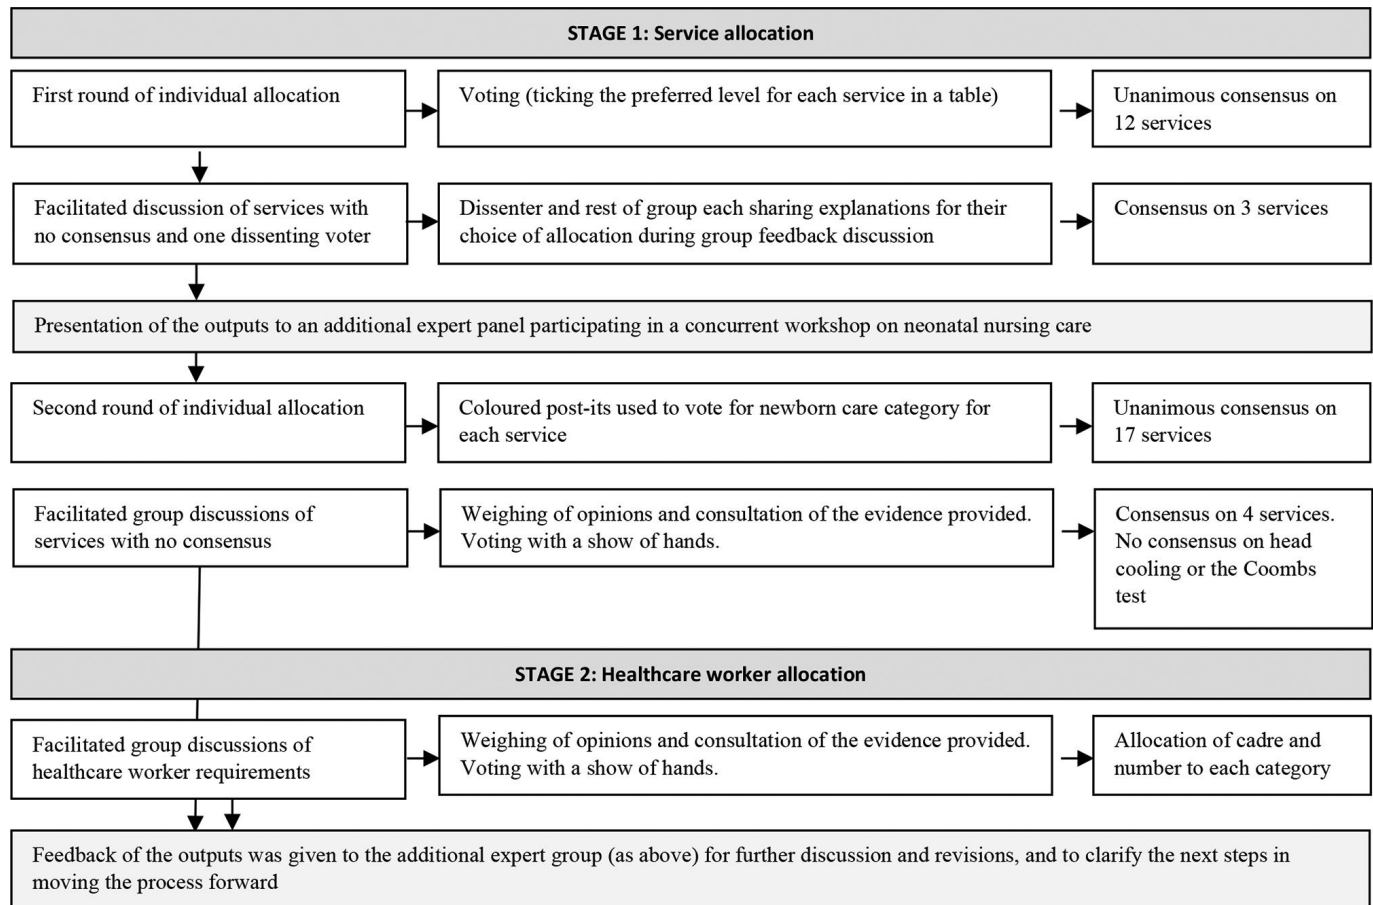 STAGE 1: Service allocation
First round of individual allocation
Voting (ticking the preferred level for each service in a table)
Unanimous consensus on
12 services
Facilitated discussion of services with
no consensus and one dissenting voter
Dissenter and rest of group each sharing explanations for their
choice of allocation during group feedback discussion
Consensus on 3 services
Presentation of the outputs to an additional expert panel participating in a concurrent workshop on neonatal nursing care
Second round of individual allocation
Coloured post-its used to vote for newborn care category for
each service
Unanimous consensus on
17 services
Facilitated group discussions of
services with no consensus
Weighing of opinions and consultation of the evidence provided.
Voting with a show of hands.
Consensus on 4 services.
No consensus on head
cooling or the Coombs
test
STAGE 2: Healthcare worker allocation
Facilitated group discussions of
healthcare worker requirements
Weighing of opinions and consultation of the evidence provided.
Voting with a show of hands.
Allocation of cadre and
number to each category
Feedback of the outputs was given to the additional expert group (as above) for further discussion and revisions, and to clarify the next steps in
moving the process forward